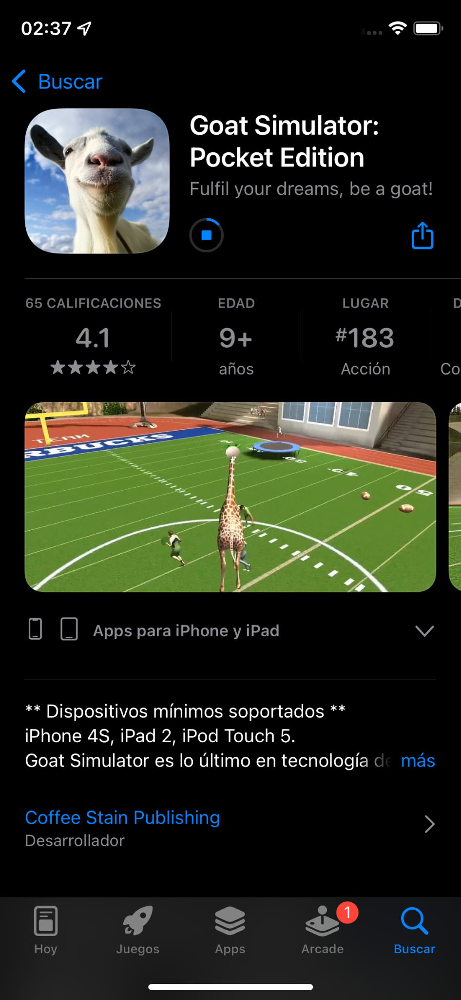 02:37
Buscar
Goat Simulator:
Pocket Edition
Fulfil your dreams, be a goat!
65 CALIFICACIONES
EDAD
LUGAR
D
4.1
9+
#183
años
Acción
Co
TEAM
RBUCKS
30
40
50
Apps para iPhone y iPad
** Dispositivos mínimos soportados **
iPhone 4S, iPad 2, iPod Touch 5.
Goat Simulator es lo último en tecnología de más
Coffee Stain Publishing
Desarrollador
1
Hoy
Juegos
Apps
Arcade
Buscar